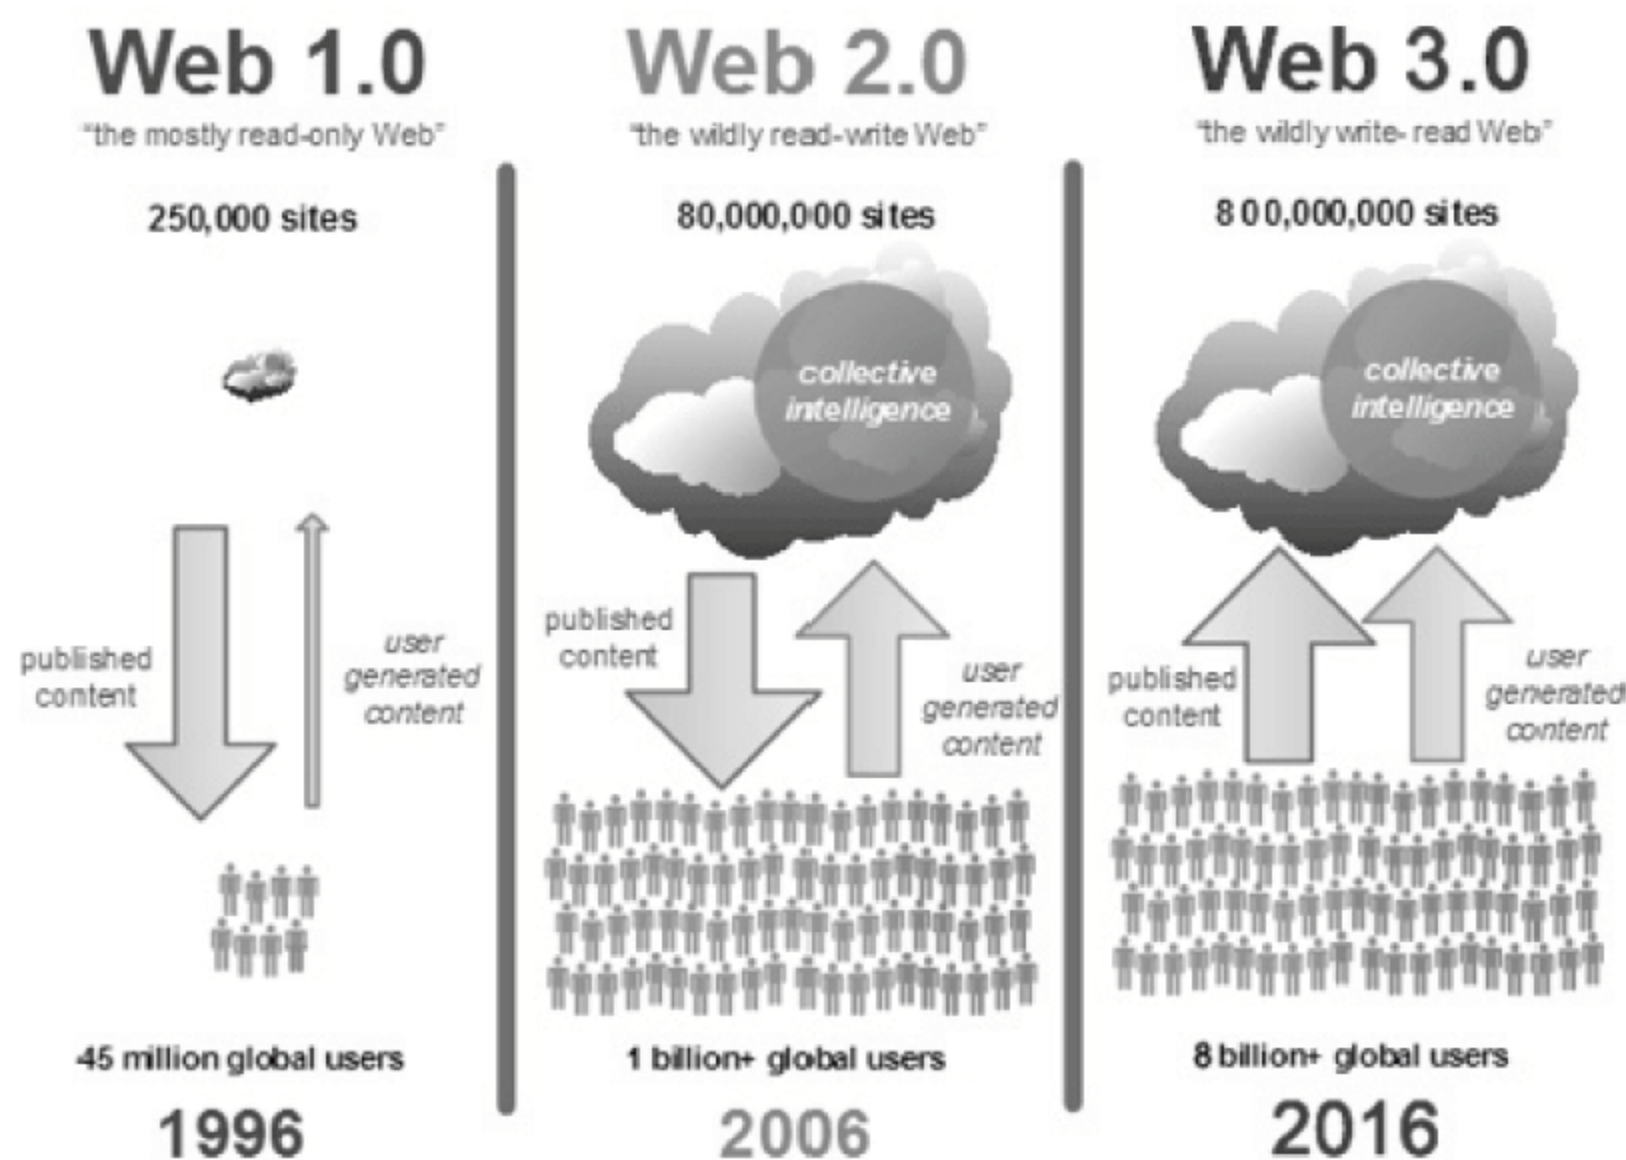 Web 1.0
"the mostly read-only Web"
250,000 sites
published
content
user
generated
content
45 million global users
1996
Web 2.0
"the wildly read-write Web"
80,000,000 sites
collective
intelligence
published
content
user
generated
content
1 billion+ global users
2006
Web 3.0
"the wildly write- read Web"
800,000,000 sites
collective
intelligence
published
content
user
generated
content
8 billion+ global users
2016